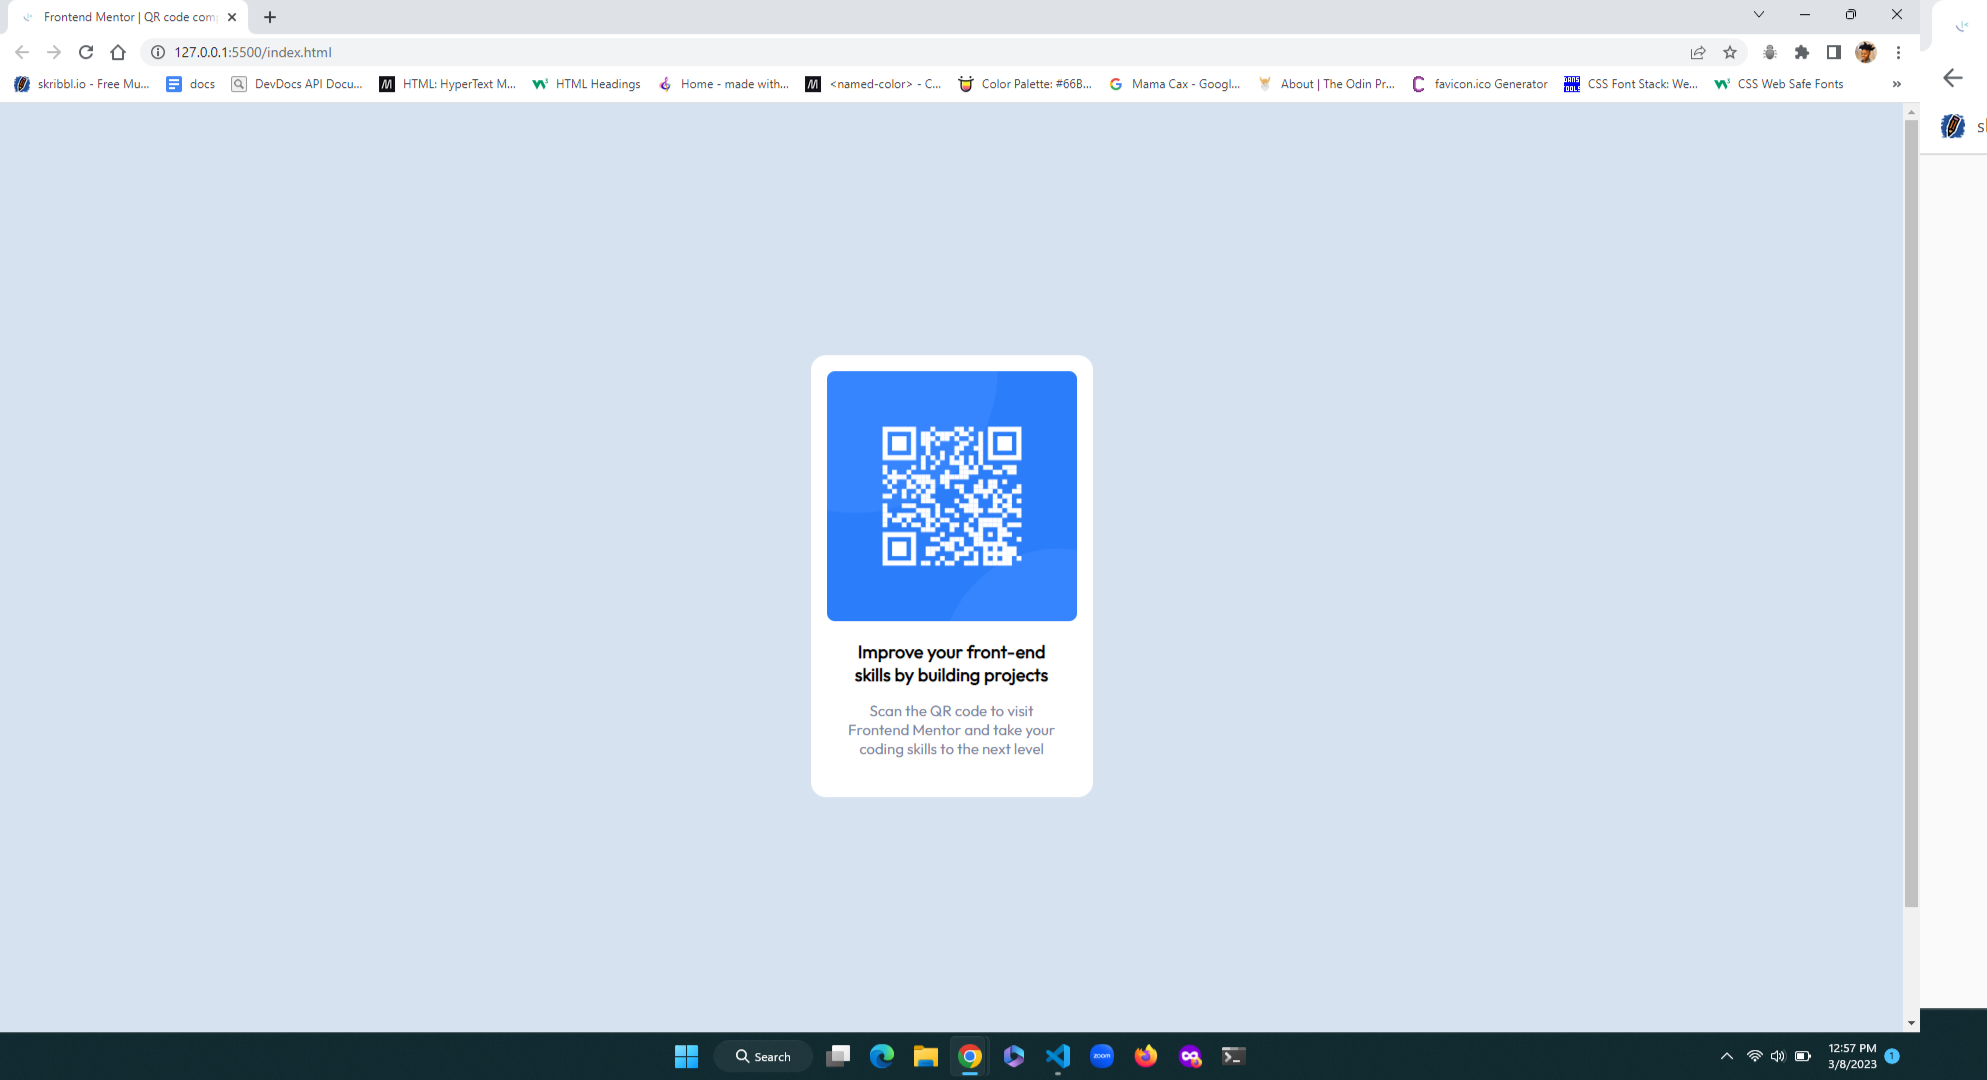 Frontend Mentor | QR code com
127.0.0.1:5500/index.html
skribbl.io - Free Mu...
docs
DevDocs API Docu...
HTML: HyperText M...
HTML Headings
Home - made with...
<named-color> - C...
Color Palette: #66B...
Mama Cax - Googl...
About | The Odin Pr...
favicon.ico Generator
CSS Font Stack: We...
CSS Web Safe Fonts
»
Improve your front-end
skills by building projects
Scan the QR code to visit
Frontend Mentor and take your
coding skills to the next level
Search
zoom
12:57 PM
3/8/2023
1